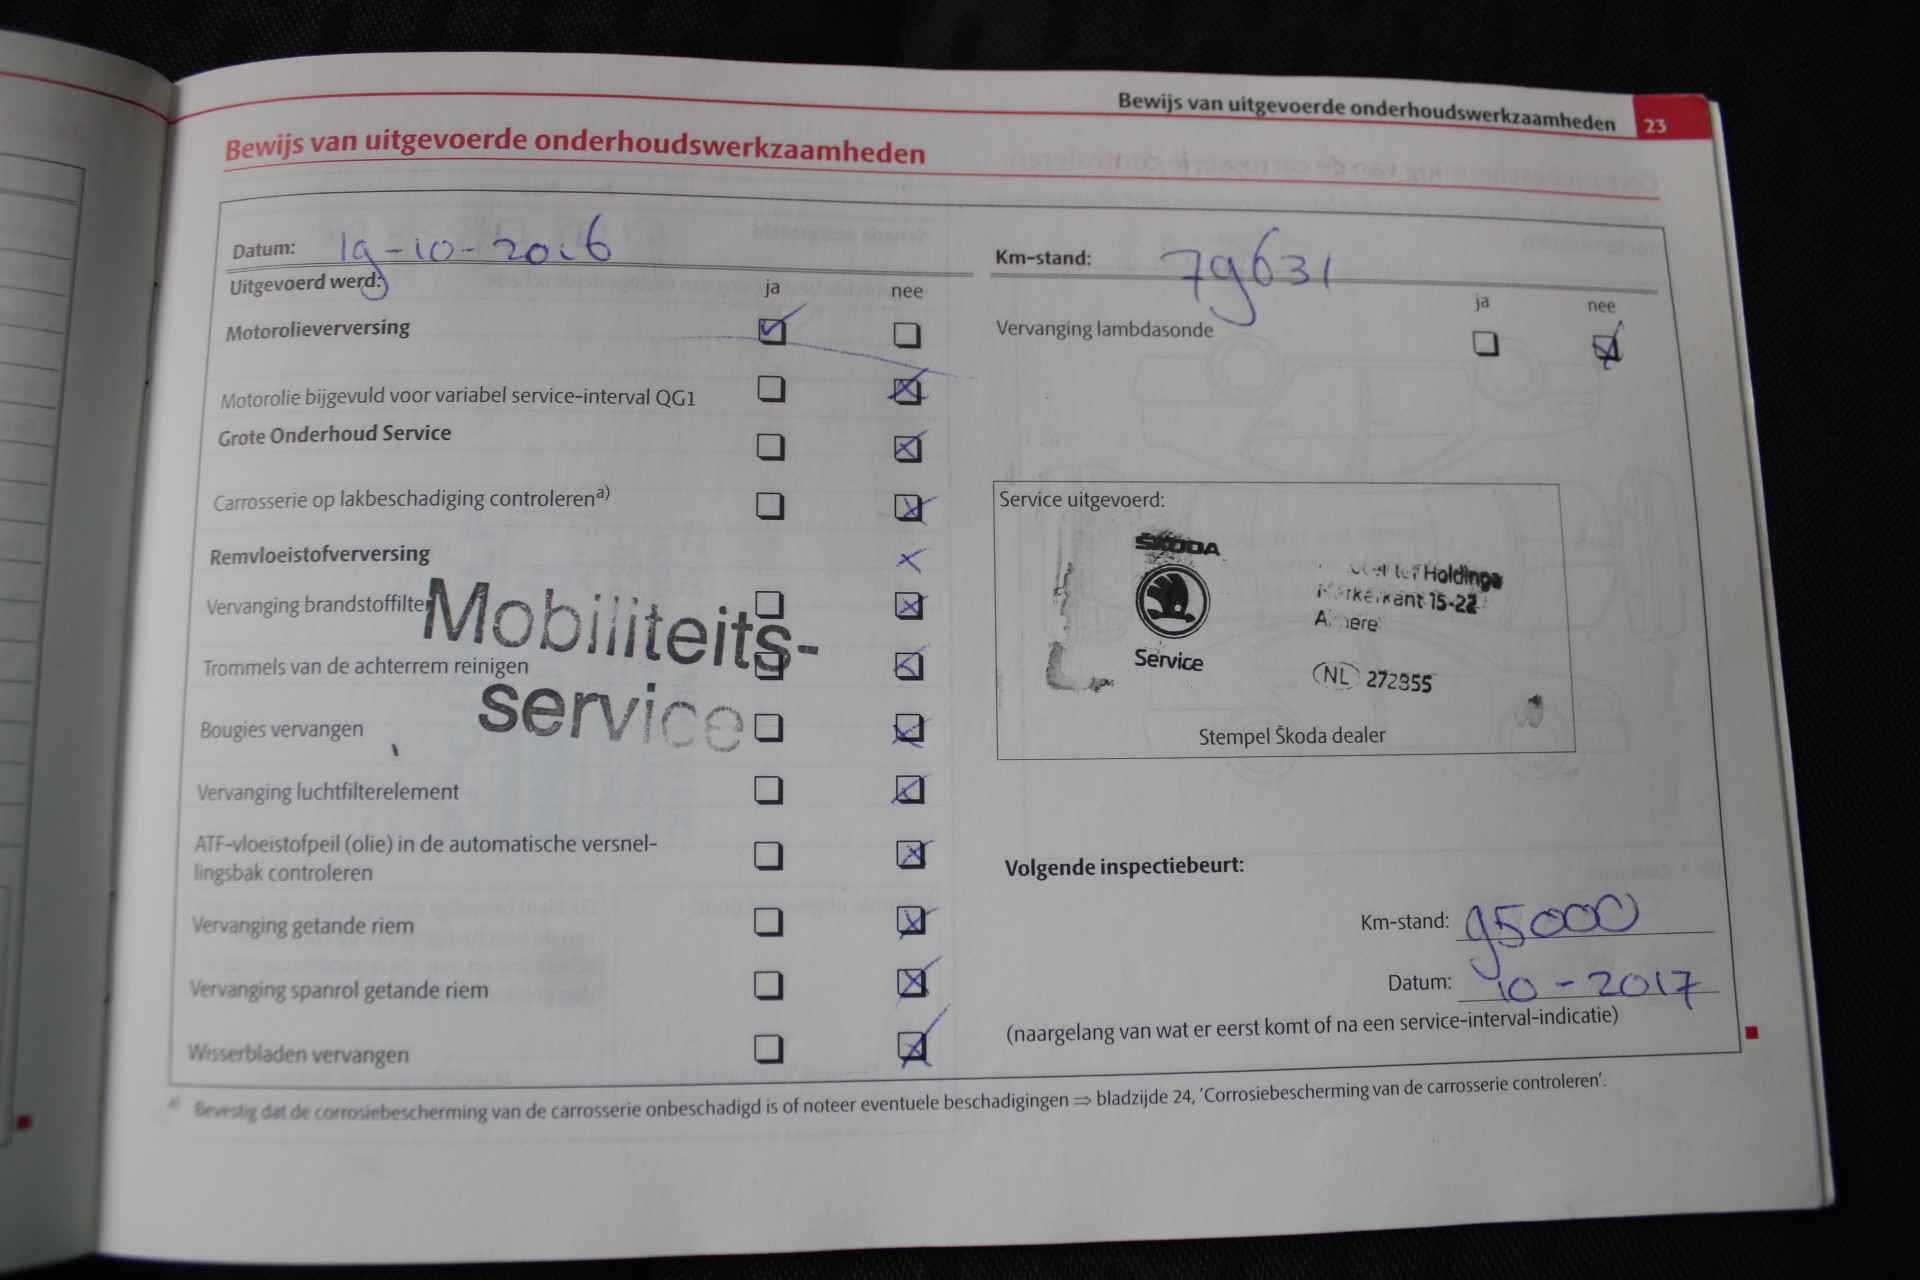 Bewijs van uitgevoerde onderhoudswerkzaamheden 23
Bewijs van uitgevoerde onderhoudswerkzaamheden
Datum: 19-10-2016
Uitgevoerd werd: ja nee
Motorolieverversing
Motorolie bijgevuld voor variabel service-interval QG1
Grote Onderhoud Service
Carrosserie op lakbeschadiging controleren a)
Remvloeistofverversing
Vervanging brandstoffilter
Mobiliteits-
Trommels van de achterrem reinigen
service
Bougies vervangen
Vervanging luchtfilterelement
ATF-vloeistofpeil (olie) in de automatische versnel-
lingsbak controleren
Vervanging getande riem
Vervanging spanrol getande riem
Wisserbladen vervangen
Km-stand: 79631
ja nee
Vervanging lambdasonde
Service uitgevoerd:
ŠKODA
Service
Holdinga
15-22
NL 272355
Stempel Škoda dealer
Volgende inspectiebeurt:
Km-stand: 95000
Datum: 10-2017
(naargelang van wat er eerst komt of na een service-interval-indicatie)
a) Bevestig dat de corrosiebescherming van de carrosserie onbeschadigd is of noteer eventuele beschadigingen ⇒ bladzijde 24, 'Corrosiebescherming van de carrosserie controleren'.